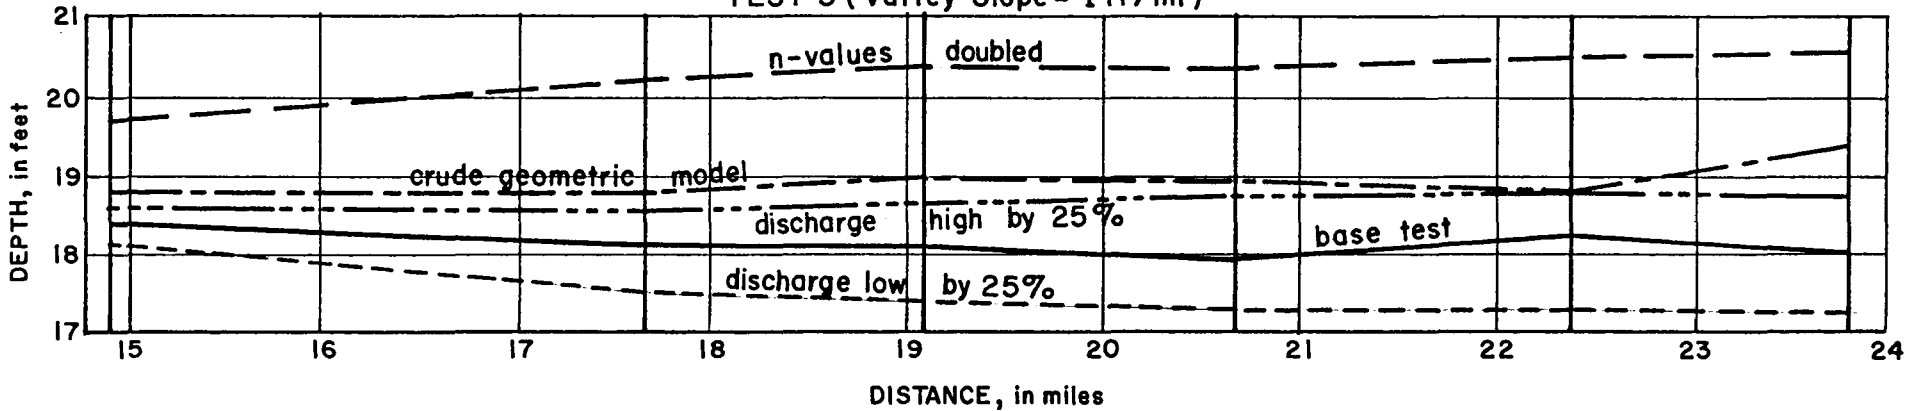 21
n-values doubled
20
DEPTH, in feet
crude geometric model
19
discharge high by 25%
base test
18
discharge low by 25%
17
15 16 17 18 19 20 21 22 23 24
DISTANCE, in miles